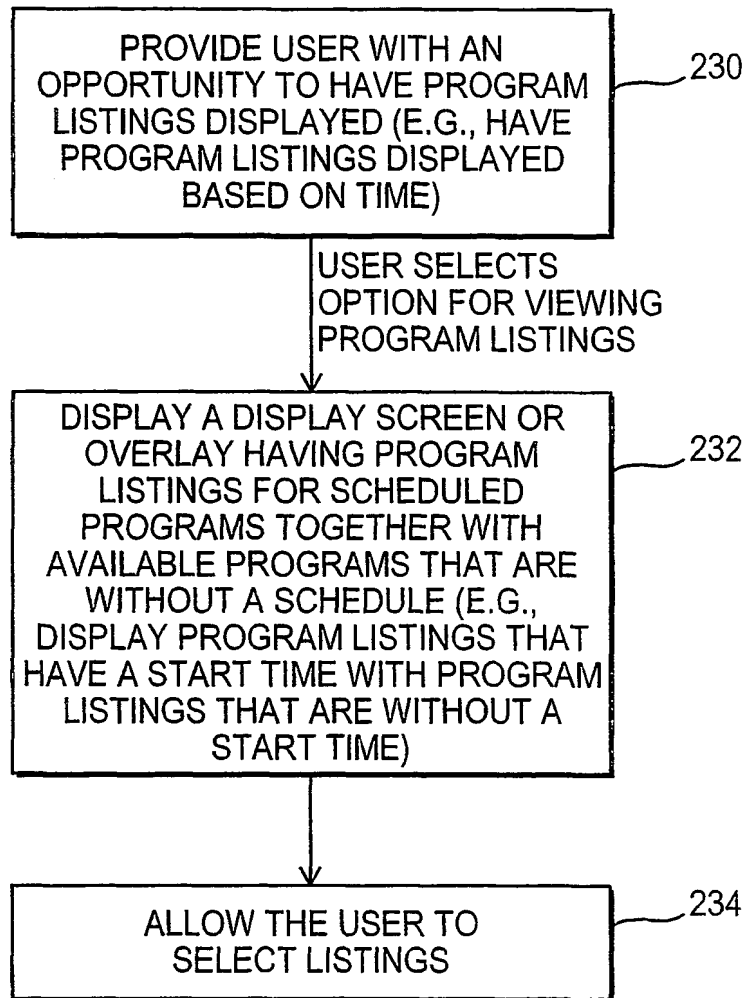 PROVIDE USER WITH AN
OPPORTUNITY TO HAVE PROGRAM
LISTINGS DISPLAYED (E.G., HAVE
PROGRAM LISTINGS DISPLAYED
BASED ON TIME)
230
USER SELECTS
OPTION FOR VIEWING
PROGRAM LISTINGS
DISPLAY A DISPLAY SCREEN OR
OVERLAY HAVING PROGRAM
LISTINGS FOR SCHEDULED
PROGRAMS TOGETHER WITH
AVAILABLE PROGRAMS THAT ARE
WITHOUT A SCHEDULE (E.G.,
DISPLAY PROGRAM LISTINGS THAT
HAVE A START TIME WITH PROGRAM
LISTINGS THAT ARE WITHOUT A
START TIME)
232
ALLOW THE USER TO
SELECT LISTINGS
234